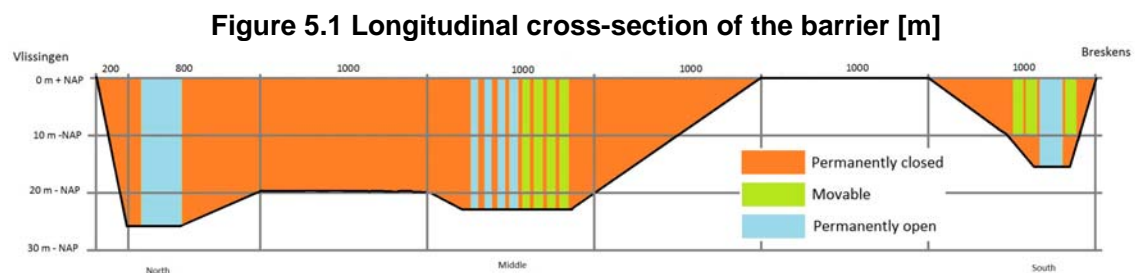 Figure 5.1 Longitudinal cross-section of the barrier [m]
Vlissingen
Breskens
200 800 1000 1000 1000 1000 1000
0 m + NAP
10 m -NAP
20 m - NAP
30 m - NAP
Permanently closed
Movable
Permanently open
North
Middle
South